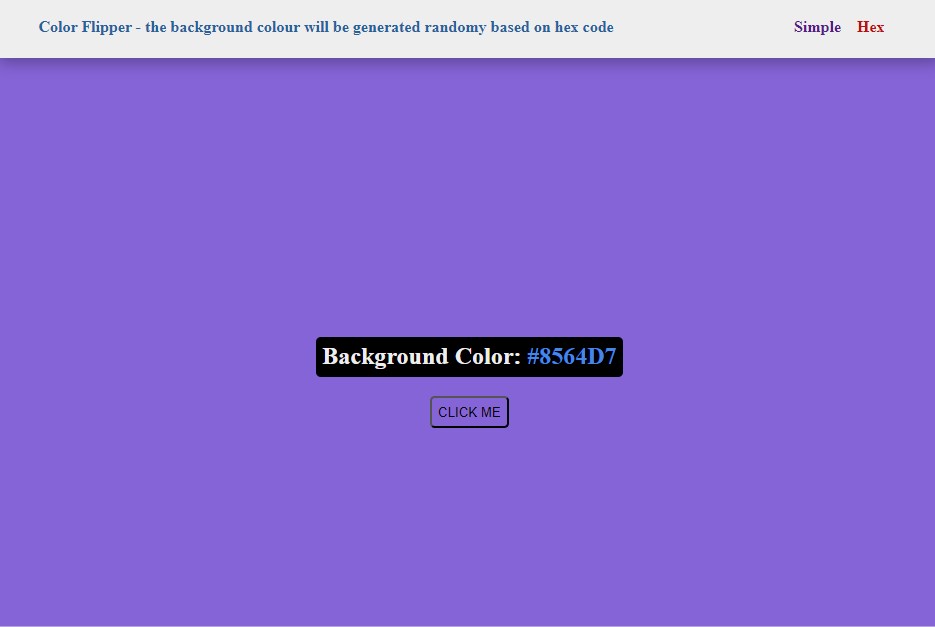 Color Flipper - the background colour will be generated randomy based on hex code
Simple Hex
Background Color: #8564D7
CLICK ME